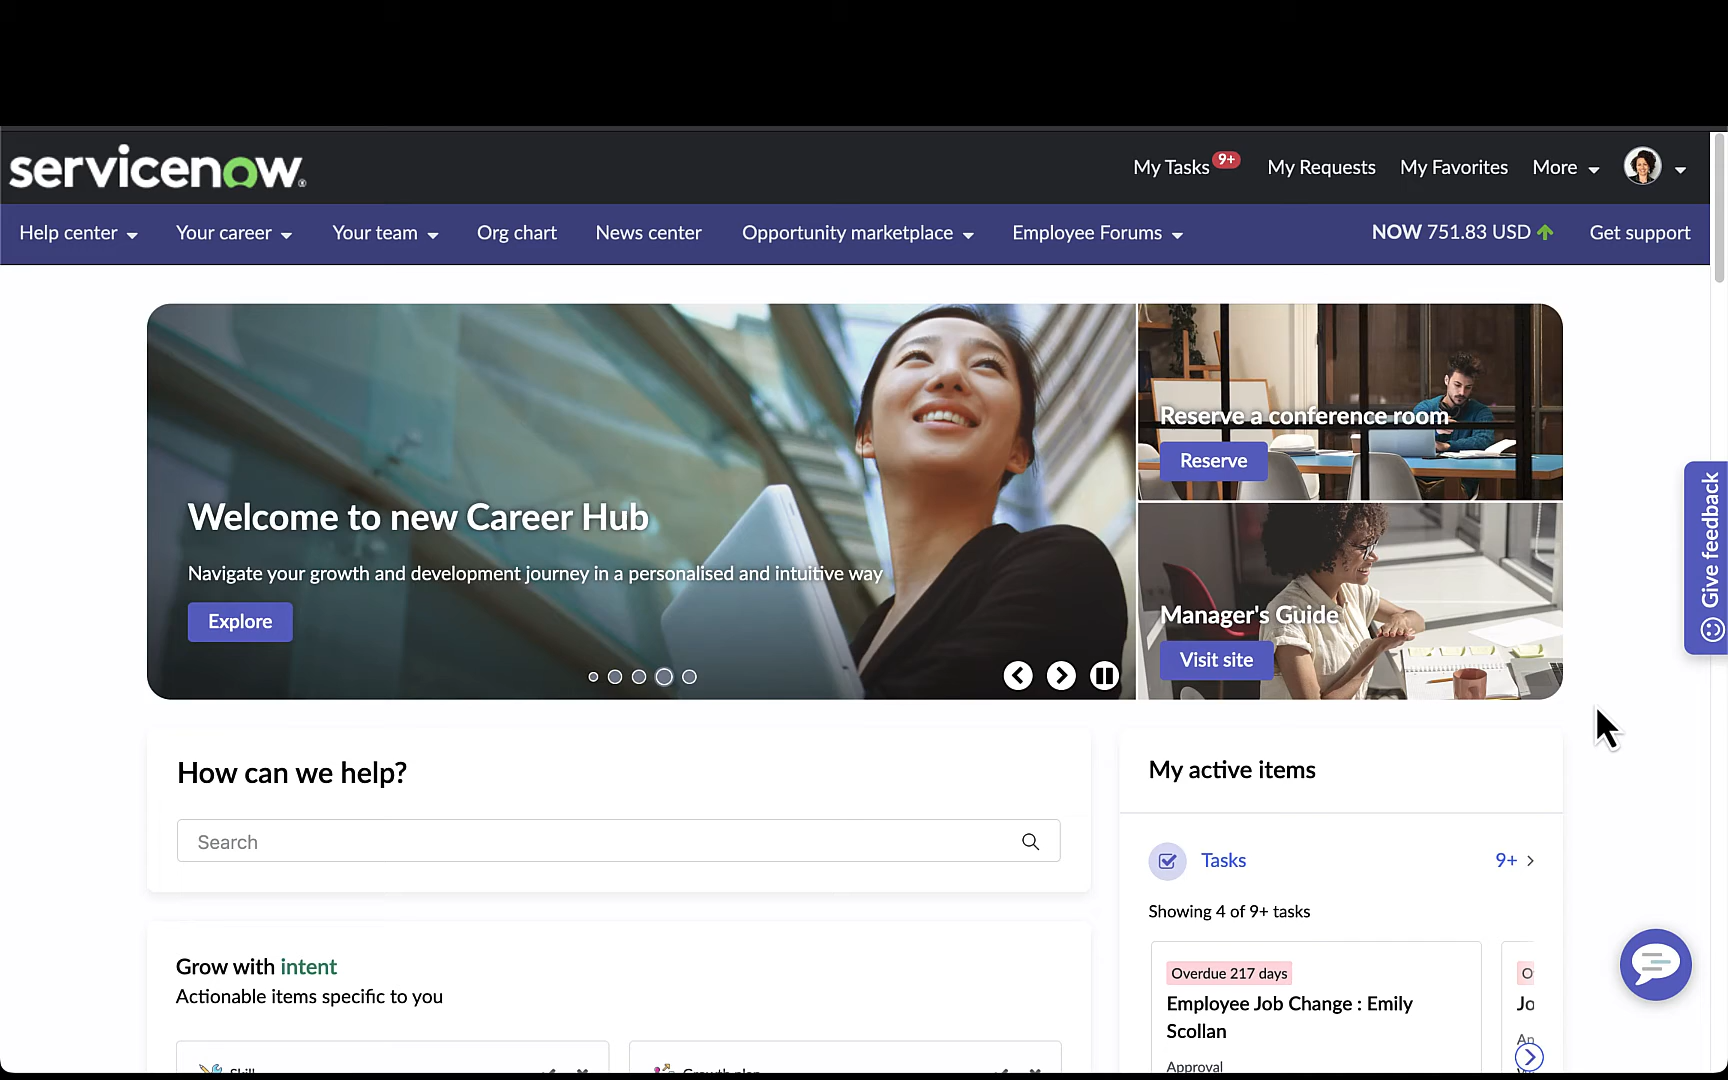 servicenow
My Tasks 9+ My Requests My Favorites More
Help center Your career Your team Org chart News center Opportunity marketplace Employee Forums NOW 751.83 USD Get support
Welcome to new Career Hub
Navigate your growth and development journey in a personalised and intuitive way
Explore
Reserve a conference room
Reserve
Manager's Guide
Visit site
Give feedback
How can we help?
Search
Grow with intent
Actionable items specific to you
My active items
Tasks 9+
Showing 4 of 9+ tasks
Overdue 217 days
Employee Job Change : Emily
Scollan
Approval